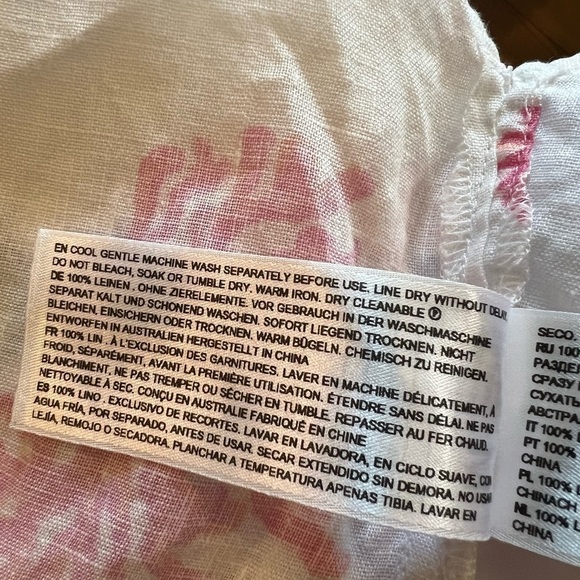 EN COOL GENTLE MACHINE WASH SEPARATELY BEFORE USE. LINE DRY WITHOUT
DO NOT BLEACH, SOAK OR TUMBLE DRY. WARM IRON. DRY CLEANABLE Ⓟ
DE 100% LEINEN . OHNE ZIERELEMENTE. VOR GEBRAUCH IN DER WASCHMASCHINE
SEPARAT KALT UND SCHONEND WASCHEN. SOFORT LIEGEND TROCKNEN. NICHT
BLEICHEN, EINSICHERN ODER TROCKNEN. WARM BÜGELN. CHEMISCH ZU REINIGEN.
ENTWORFEN IN AUSTRALIEN HERGESTELLT IN CHINA
FR 100% LIN . À L'EXCLUSION DES GARNITURES. LAVER EN MACHINE DÉLICATEMENT, À
FROID, SÉPARÉMENT, AVANT LA PREMIÈRE UTILISATION. ÉTENDRE SANS DÉLAI. NE PAS
BLANCHIMENT, NE PAS TREMPER OU SÉCHER EN TUMBLE. REPASSER AU FER CHAUD.
NETTOYABLE À SEC. CONÇU EN AUSTRALIE FABRIQUÉ EN CHINE
ES 100% LINO . EXCLUSIVO DE RECORTES. LAVAR EN LAVADORA, EN CICLO SUAVE, CON
AGUA FRÍA, POR SEPARADO, ANTES DE USAR. SECAR EXTENDIDO SIN DEMORA. NO USAR
LEJÍA, REMOJO O SECADORA. PLANCHAR A TEMPERATURA APENAS TIBIA. LAVAR EN
SECO.
RU 100
РАЗДЕ
СРАЗУ
СУХАТЬ
АВСТРА
IT 100%
PT 100%
CHINA
PL 100%
CHINACH
NL 100% L
CHINA